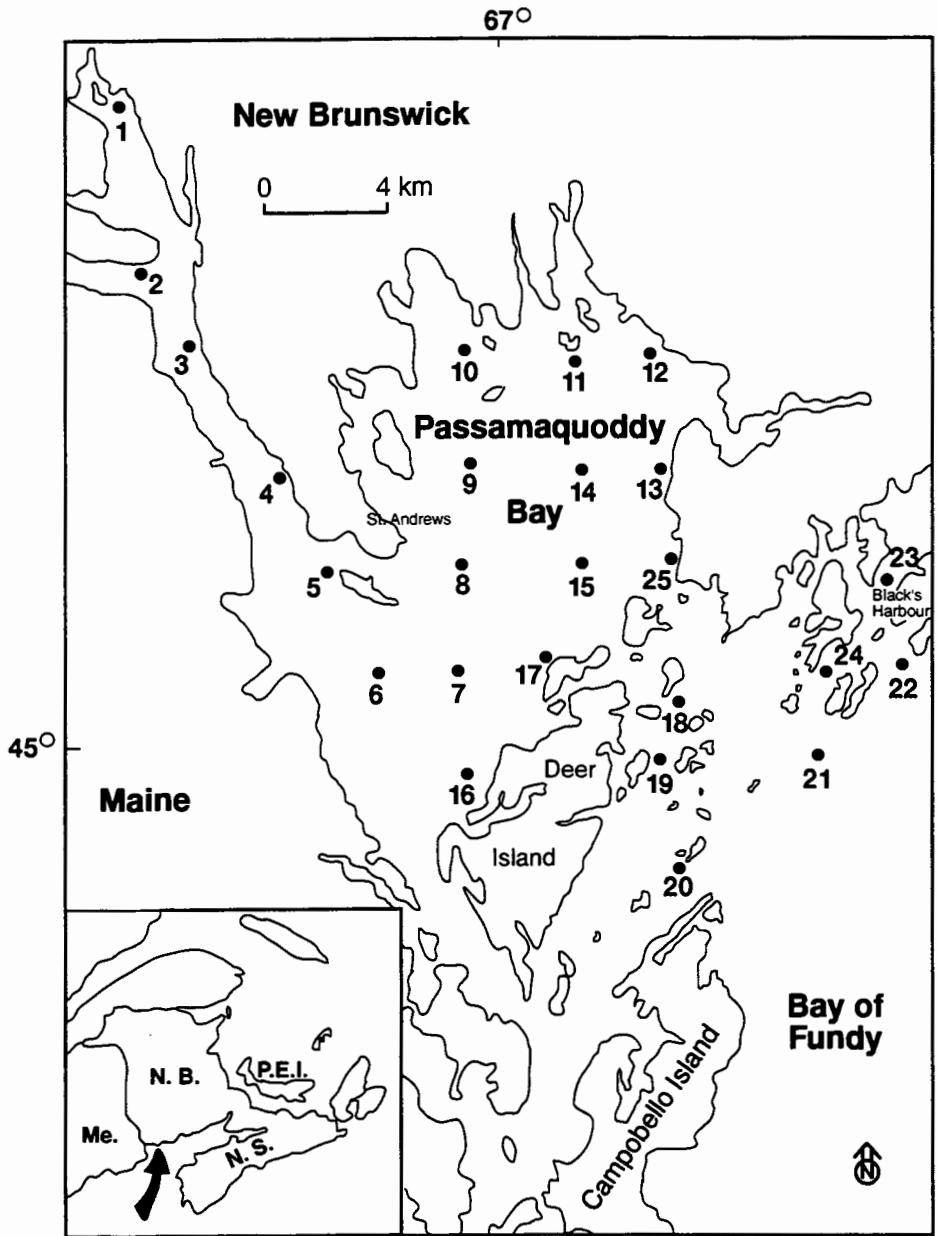 67°
New Brunswick
1
0 4 km
2
3
10
11
12
Passamaquoddy
9
14
13
4
Bay
St. Andrews
5
8
15
25
23
Black's
Harbour
6
7
17
24
22
18
45°
16
Deer
19
21
Maine
Island
20
Bay of
Fundy
Campobello Island
N. B.
P.E.I.
Me.
N. S.
N